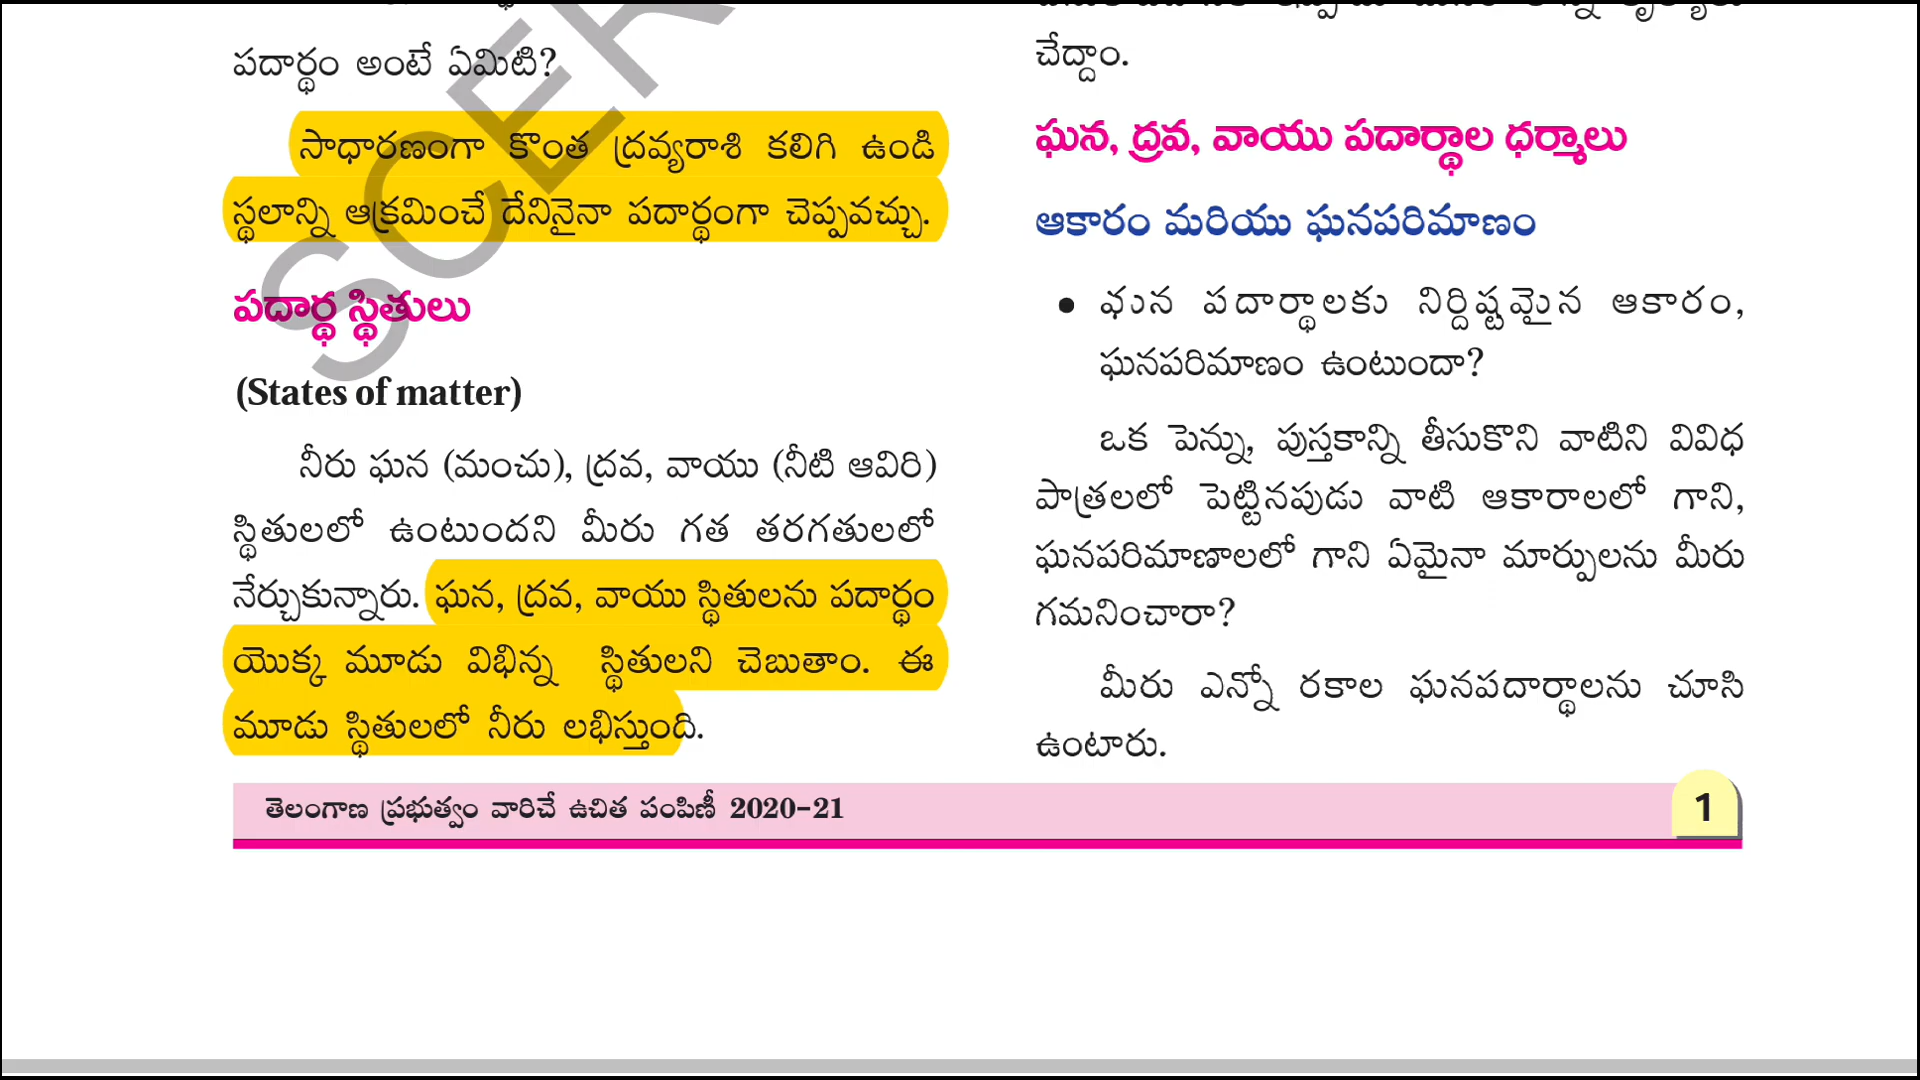 పదార్థం అంటే ఏమిటి?
సాధారణంగా కొంత ద్రవ్యరాశి కలిగి ఉండి
స్థలాన్ని ఆక్రమించే దేనినైనా పదార్థంగా చెప్పవచ్చు.
పదార్థ స్థితులు
(States of matter)
నీరు ఘన (మంచు), ద్రవ, వాయు (నీటి ఆవిరి)
స్థితులలో ఉంటుందని మీరు గత తరగతులలో
నేర్చుకున్నారు. ఘన, ద్రవ, వాయు స్థితులను పదార్థం
యొక్క మూడు విభిన్న స్థితులని చెబుతాం. ఈ
మూడు స్థితులలో నీరు లభిస్తుంది.
చేద్దాం.
ఘన, ద్రవ, వాయు పదార్థాల ధర్మాలు
ఆకారం మరియు ఘనపరిమాణం
• ఘన పదార్థాలకు నిర్దిష్టమైన ఆకారం,
ఘనపరిమాణం ఉంటుందా?
ఒక పెన్ను, పుస్తకాన్ని తీసుకొని వాటిని వివిధ
పాత్రలలో పెట్టినపుడు వాటి ఆకారాలలో గాని,
ఘనపరిమాణాలలో గాని ఏమైనా మార్పులను మీరు
గమనించారా?
మీరు ఎన్నో రకాల ఘనపదార్థాలను చూసి
ఉంటారు.
తెలంగాణ ప్రభుత్వం వారిచే ఉచిత పంపిణీ 2020-21
1